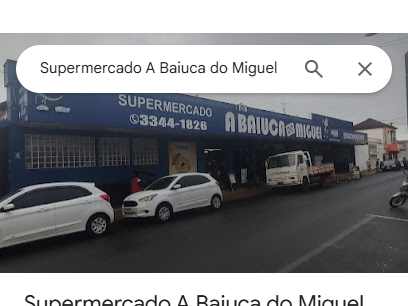 Supermercado A Baiuca do Miguel
SUPERMERCADO
3344-1826
A BAIUCA DO MIGUEL
Supermercado A Baiuca do Miguel